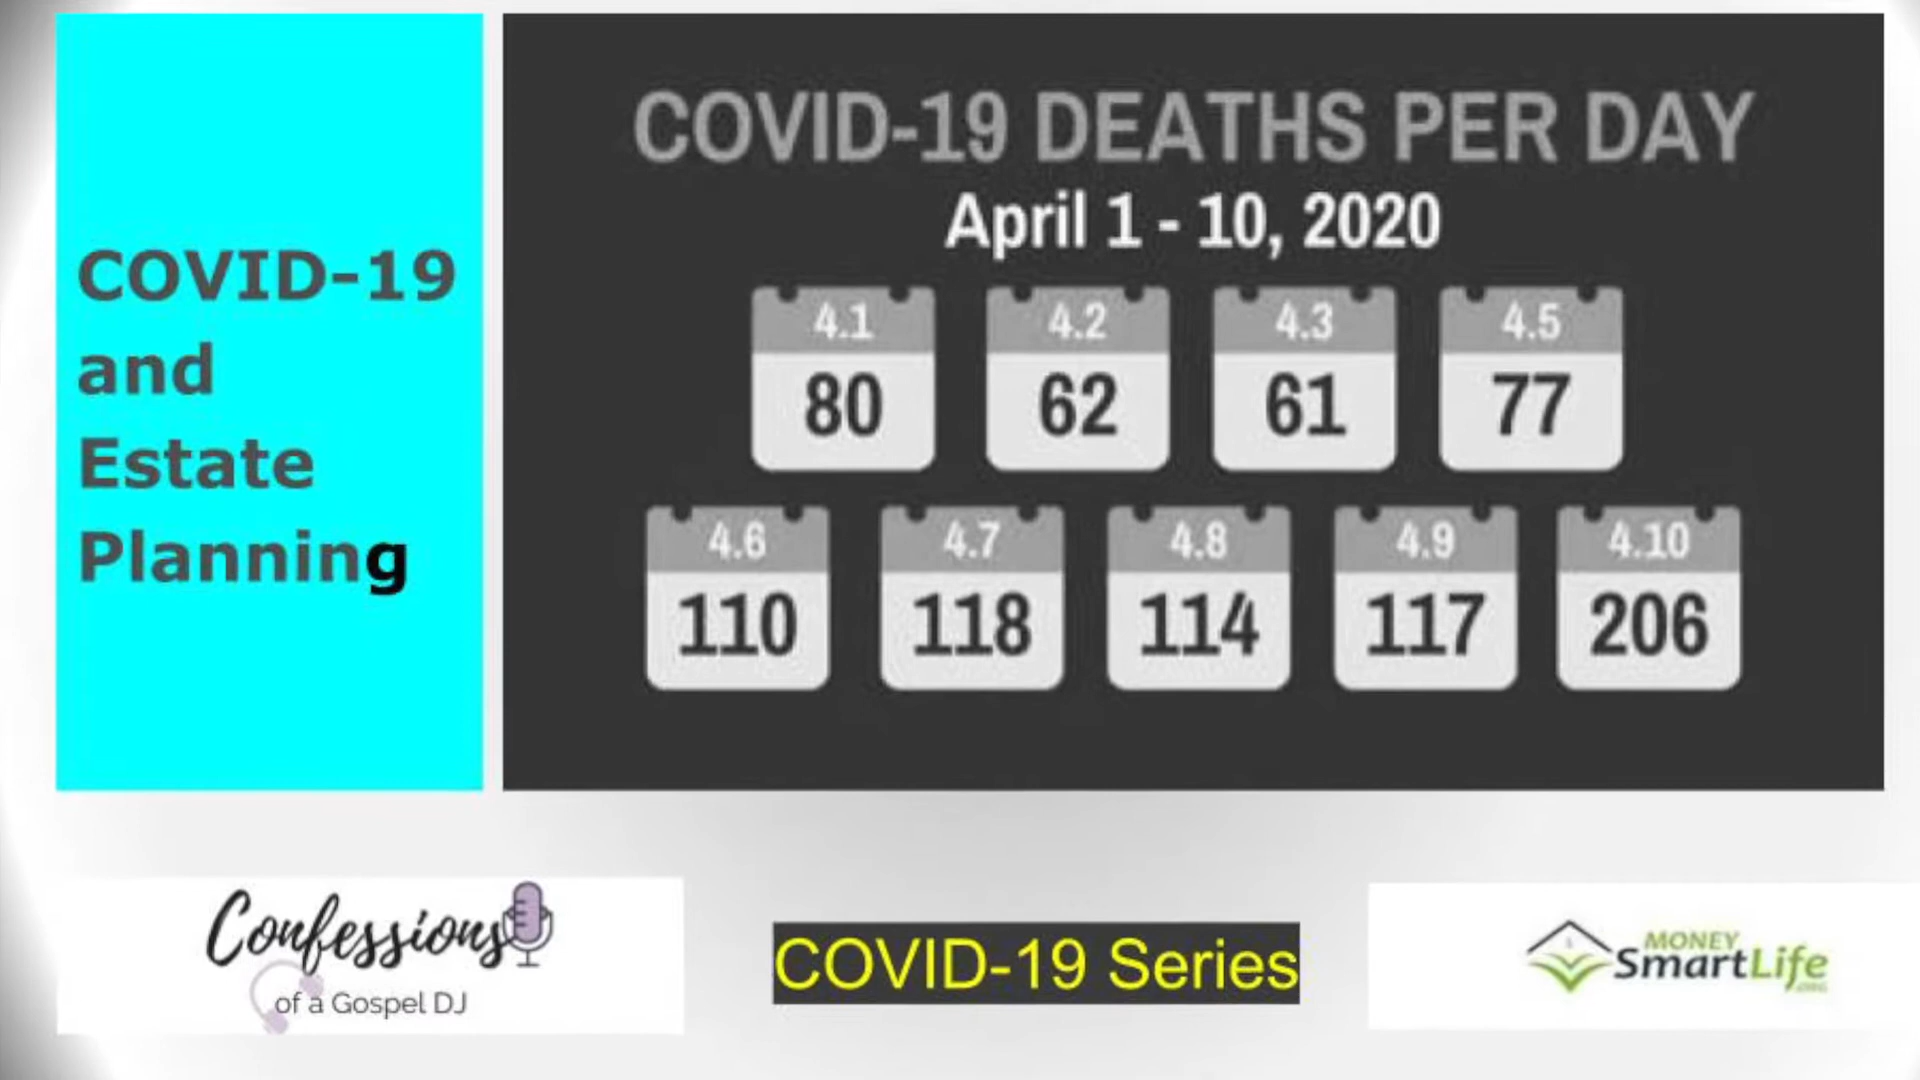 COVID-19
and
Estate
Planning
COVID-19 DEATHS PER DAY
April 1 - 10, 2020
4.1 4.2 4.3 4.5
80 62 61 77
4.6 4.7 4.8 4.9 4.10
110 118 114 117 206
Confessions
of a Gospel DJ
COVID-19 Series
MONEY
SmartLife
.ORG